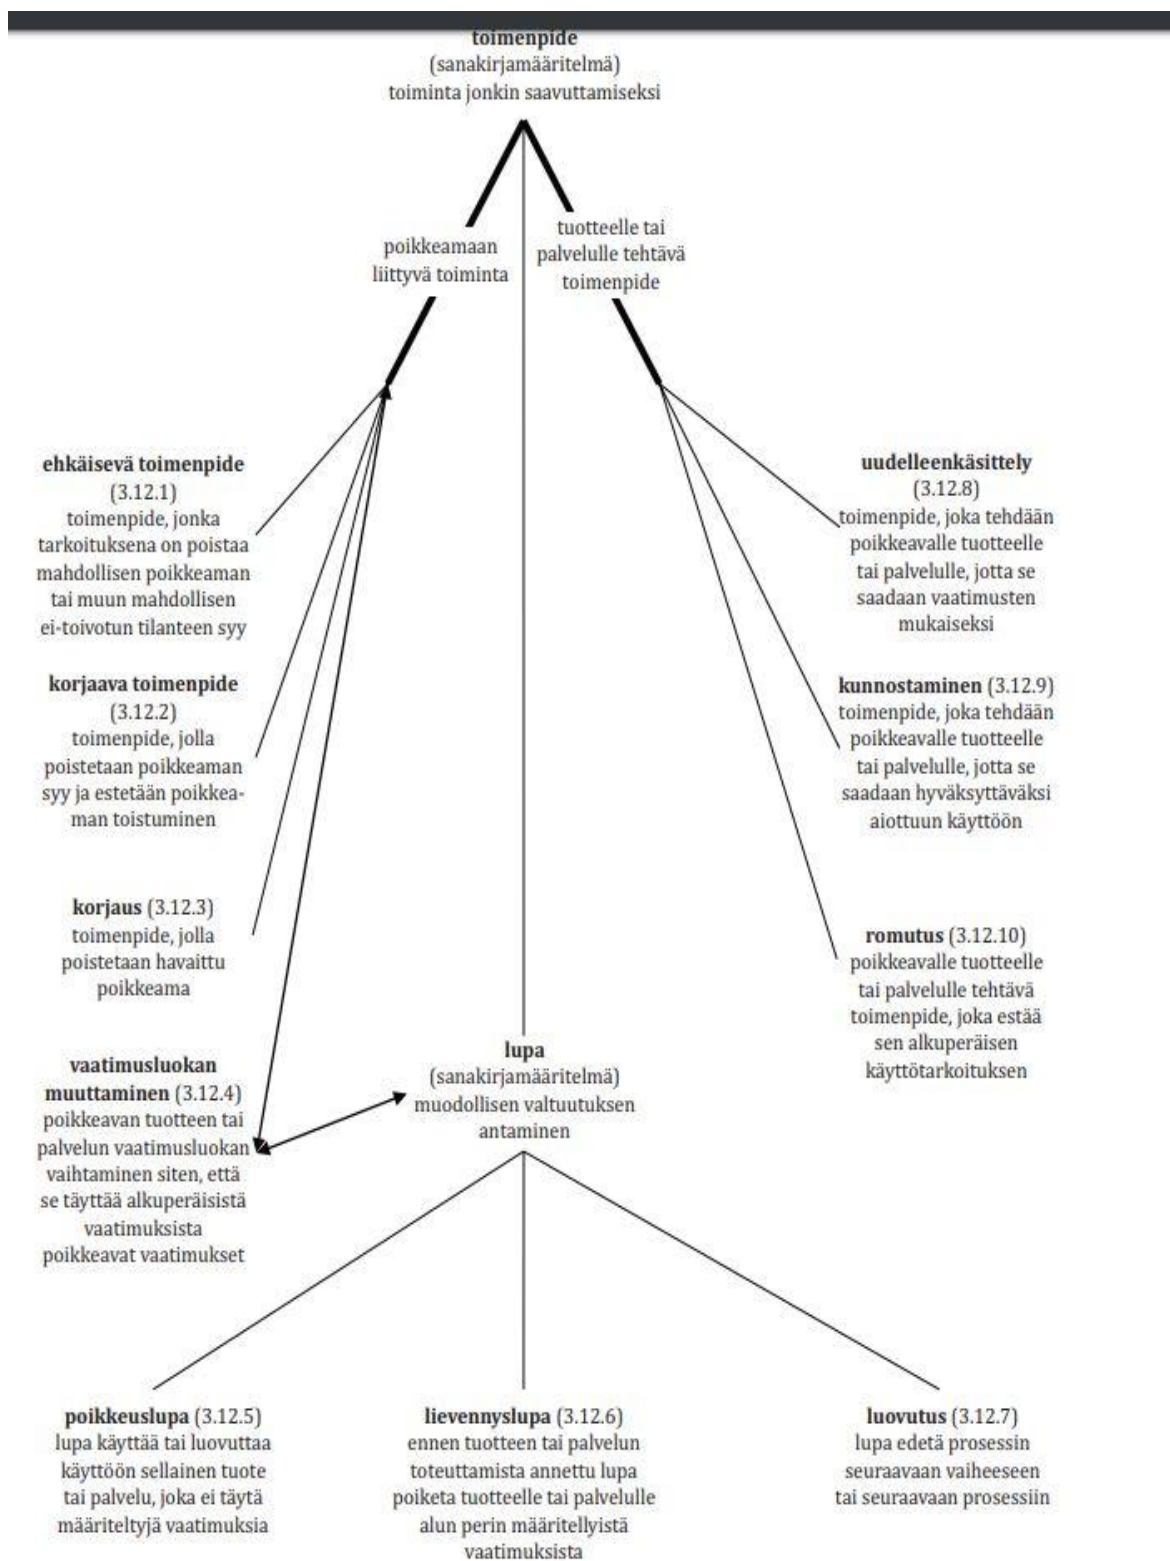 toimenpide
(sanakirjamääritelmä)
toiminta jonkin saavuttamiseksi
poikkeamaan
liittyvä toiminta
tuotteelle tai
palvelulle tehtävä
toimenpide
ehkäisevä toimenpide
(3.12.1)
toimenpide, jonka
tarkoituksena on poistaa
mahdollisen poikkeaman
tai muun mahdollisen
ei-toivotun tilanteen syy
korjaava toimenpide
(3.12.2)
toimenpide, jolla
poistetaan poikkeaman
syy ja estetään poikkea-
man toistuminen
korjaus (3.12.3)
toimenpide, jolla
poistetaan havaittu
poikkeama
vaatimusluokan
muuttaminen (3.12.4)
poikkeavan tuotteen tai
palvelun vaatimusluokan
vaihtaminen siten, että
se täyttää alkuperäisistä
vaatimuksista
poikkeavat vaatimukset
uudelleenkäsittely
(3.12.8)
toimenpide, joka tehdään
poikkeavalle tuotteelle
tai palvelulle, jotta se
saadaan vaatimusten
mukaiseksi
kunnostaminen (3.12.9)
toimenpide, joka tehdään
poikkeavalle tuotteelle
tai palvelulle, jotta se
saadaan hyväksyttäväksi
aiottuun käyttöön
romutus (3.12.10)
poikkeavalle tuotteelle
tai palvelulle tehtävä
toimenpide, joka estää
sen alkuperäisen
käyttötarkoituksen
lupa
(sanakirjamääritelmä)
muodollisen valtuutuksen
antaminen
poikkeuslupa (3.12.5)
lupa käyttää tai luovuttaa
käyttöön sellainen tuote
tai palvelu, joka ei täytä
määriteltyjä vaatimuksia
lievennyslupa (3.12.6)
ennen tuotteen tai palvelun
toteuttamista annettu lupa
poiketa tuotteelle tai palvelulle
alun perin määritellyistä
vaatimuksista
luovutus (3.12.7)
lupa edetä prosessin
seuraavaan vaiheeseen
tai seuraavaan prosessiin